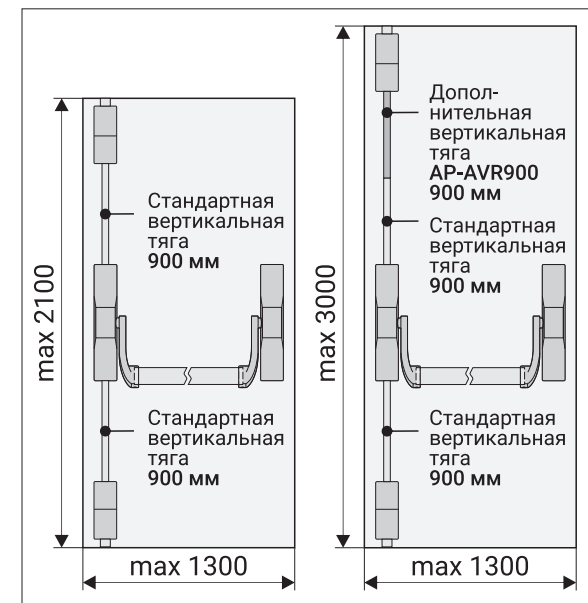 max 2100
Стандартная
вертикальная
тяга
900 мм
Стандартная
вертикальная
тяга
900 мм
max 1300
max 3000
Допол-
нительная
вертикальная
тяга
AP-AVR900
900 мм
Стандартная
вертикальная
тяга
900 мм
Стандартная
вертикальная
тяга
900 мм
max 1300